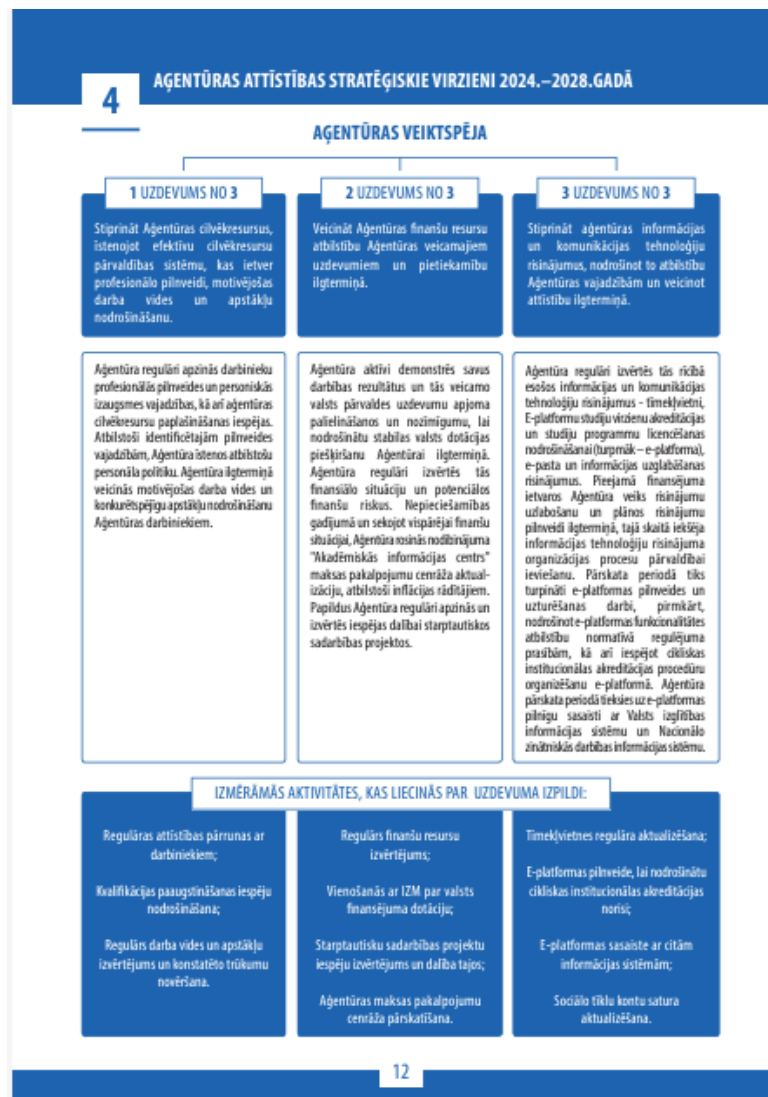 4
AĢENTŪRAS ATTĪSTĪBAS STRATĒĢISKIE VIRZIENI 2024.–2028.GADĀ
AĢENTŪRAS VEIKTSPĒJA
1 UZDEVUMS NO 3
Stiprināt Aģentūras cilvēkresursus,
īstenojot efektīvu cilvēkresursu
pārvaldības sistēmu, kas ietver
profesionālo pilnveidi, motivējošas
darba vides un apstākļu
nodrošināšanu.
2 UZDEVUMS NO 3
Veicināt Aģentūras finanšu resursu
atbilstību Aģentūras veicamajiem
uzdevumiem un pietiekamību
ilgtermiņā.
3 UZDEVUMS NO 3
Stiprināt aģentūras informācijas
un komunikācijas tehnoloģiju
risinājumus, nodrošinot to atbilstību
Aģentūras vajadzībām un veicinot
attīstību ilgtermiņā.
Aģentūra regulāri apzinās darbinieku
profesionālās pilnveides un personiskās
izaugsmes vajadzības, kā arī aģentūras
cilvēkresursu paplašināšanas iespējas.
Atbilstoši identificētajām pilnveides
vajadzībām, Aģentūra īstenos atbilstošu
personāla politiku. Aģentūra ilgtermiņā
veicinās motivējošas darba vides un
konkurētspējīgu apstākļu nodrošināšanu
Aģentūras darbiniekiem.
Aģentūra aktīvi demonstrēs savus
darbības rezultātus un tās veicamo
valsts pārvaldes uzdevumu apjoma
palielināšanos un nozīmīgumu, lai
nodrošinātu stabilas valsts dotācijas
piešķiršanu Aģentūrai ilgtermiņā.
Aģentūra regulāri izvērtēs tās
finansiālo situāciju un potenciālos
finanšu riskus. Nepieciešamības
gadījumā un sekojot vispārējai finanšu
situācijai, Aģentūra rosinās nodibinājuma
"Akadēmiskās informācijas centrs"
maksas pakalpojumu cenrāža aktual-
izāciju, atbilstoši inflācijas rādītājiem.
Papildus Aģentūra regulāri apzinās un
izvērtēs iespējas dalībai starptautiskos
sadarbības projektos.
Aģentūra regulāri izvērtēs tās rīcībā
esošos informācijas un komunikācijas
tehnoloģiju risinājumus - tīmekļvietni,
E-platformu studiju virzienu akreditācijas
un studiju programmu licencēšanas
nodrošināšanai (turpmāk – e-platforma),
e-pasta un informācijas uzglabāšanas
risinājumus. Pieejamā finansējuma
ietvaros Aģentūra veiks risinājumu
uzlabošanu un plānos risinājumu
pilnveidi ilgtermiņā, tajā skaitā iekšēja
informācijas tehnoloģiju risinājuma
organizācijas procesu pārvaldībai
ieviešanu. Pārskata periodā tiks
turpināti e-platformas pilnveides un
uzturēšanas darbi, pirmkārt,
nodrošinot e-platformas funkcionalitātes
atbilstību normatīvā regulējuma
prasībām, kā arī iespējot cikliskas
institucionālas akreditācijas procedūru
organizēšanu e-platformā. Aģentūra
pārskata periodā tieksies uz e-platformas
pilnīgu sasaisti ar Valsts izglītības
informācijas sistēmu un Nacionālo
zinātniskās darbības informācijas sistēmu.
IZMĒRĀMĀS AKTIVITĀTES, KAS LIECINĀS PAR UZDEVUMA IZPILDI:
Regulāras attīstības pārrunas ar
darbiniekiem;
Kvalifikācijas paaugstināšanas iespēju
nodrošināšana;
Regulārs darba vides un apstākļu
izvērtējums un konstatēto trūkumu
novēršana.
Regulārs finanšu resursu
izvērtējums;
Vienošanās ar IZM par valsts
finansējuma dotāciju;
Starptautisku sadarbības projektu
iespēju izvērtējums un dalība tajos;
Aģentūras maksas pakalpojumu
cenrāža pārskatīšana.
Tīmekļvietnes regulāra aktualizēšana;
E-platformas pilnveide, lai nodrošinātu
cikliskas institucionālas akreditācijas
norisi;
E-platformas sasaiste ar citām
informācijas sistēmām;
Sociālo tīklu kontu satura
aktualizēšana.
12